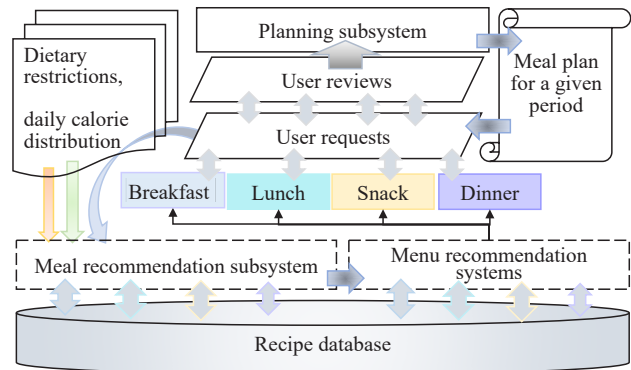 Planning subsystem
Dietary
restrictions,
daily calorie
distribution
User reviews
Meal plan
for a given
period
User requests
Breakfast
Lunch
Snack
Dinner
Meal recommendation subsystem
Menu recommendation
systems
Recipe database